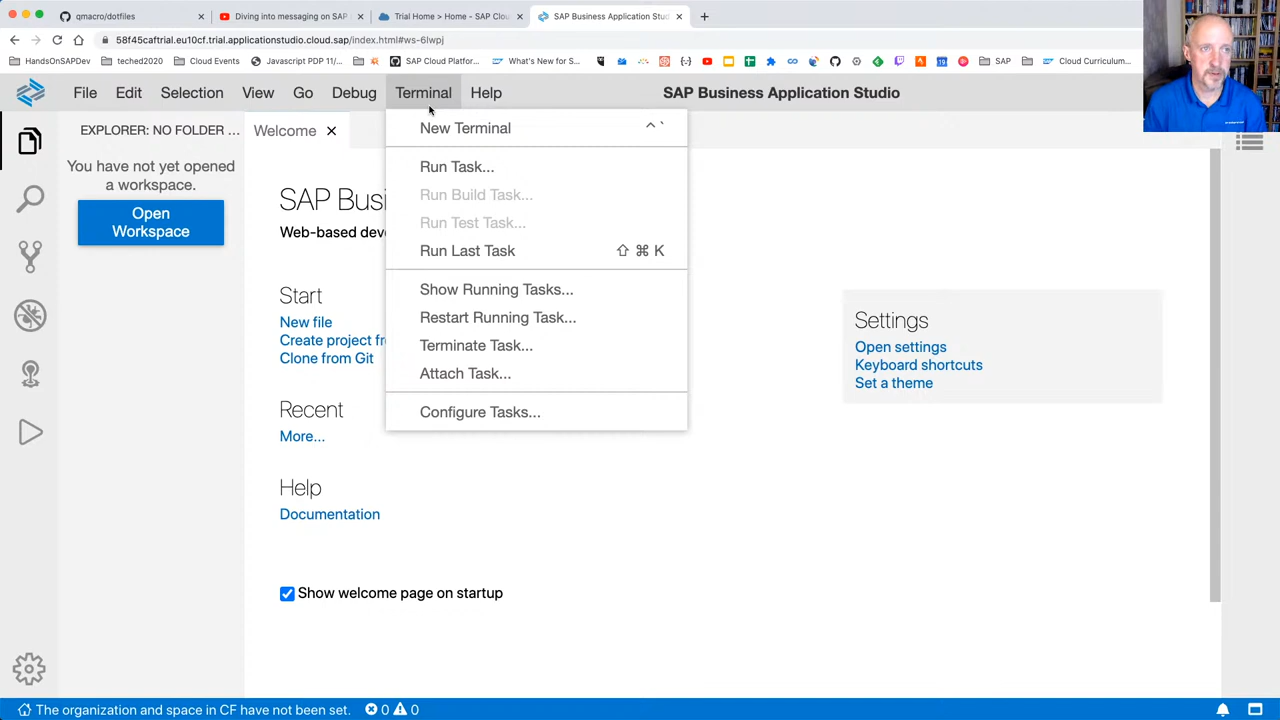 qmacro/dotfiles
Diving into messaging on SAP
Trial Home > Home - SAP Clou
SAP Business Application Stud
58f45caftrial.eu10cf.trial.applicationstudio.cloud.sap/index.html#ws-6lwpj
HandsOnSAPDev
teched2020
Cloud Events
Javascript PDP 11/...
SAP Cloud Platfor...
What's New for S...
SAP
Cloud Curriculum...
File
Edit
Selection
View
Go
Debug
Terminal
Help
SAP Business Application Studio
EXPLORER: NO FOLDER ...
You have not yet opened
a workspace.
Open
Workspace
Welcome
New Terminal ^ `
Run Task...
Run Build Task...
Run Test Task...
Run Last Task ⇧ ⌘ K
Show Running Tasks...
Restart Running Task...
Terminate Task...
Attach Task...
Configure Tasks...
SAP Busi
Web-based deve
Start
New file
Create project fr
Clone from Git
Recent
More...
Help
Documentation
Show welcome page on startup
Settings
Open settings
Keyboard shortcuts
Set a theme
The organization and space in CF have not been set.
0
0